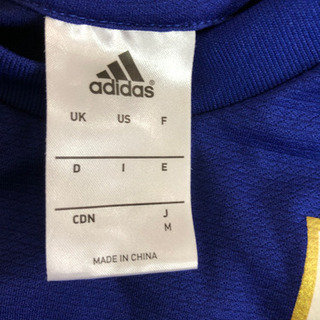 adidas
UK US F
D I E
CDN J
M
MADE IN CHINA